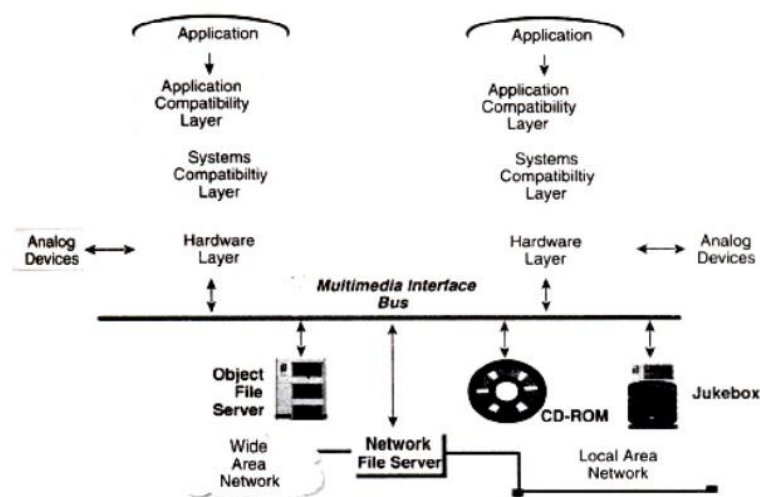 Application
Application
Application
Compatibility
Layer
Application
Compatibility
Layer
Systems
Compatibiltiy
Layer
Systems
Compatibiltiy
Layer
Analog
Devices
Hardware
Layer
Hardware
Layer
Analog
Devices
Multimedia Interface
Bus
Object
File
Server
CD-ROM
Jukebox
Wide
Area
Network
Network
File Server
Local Area
Network